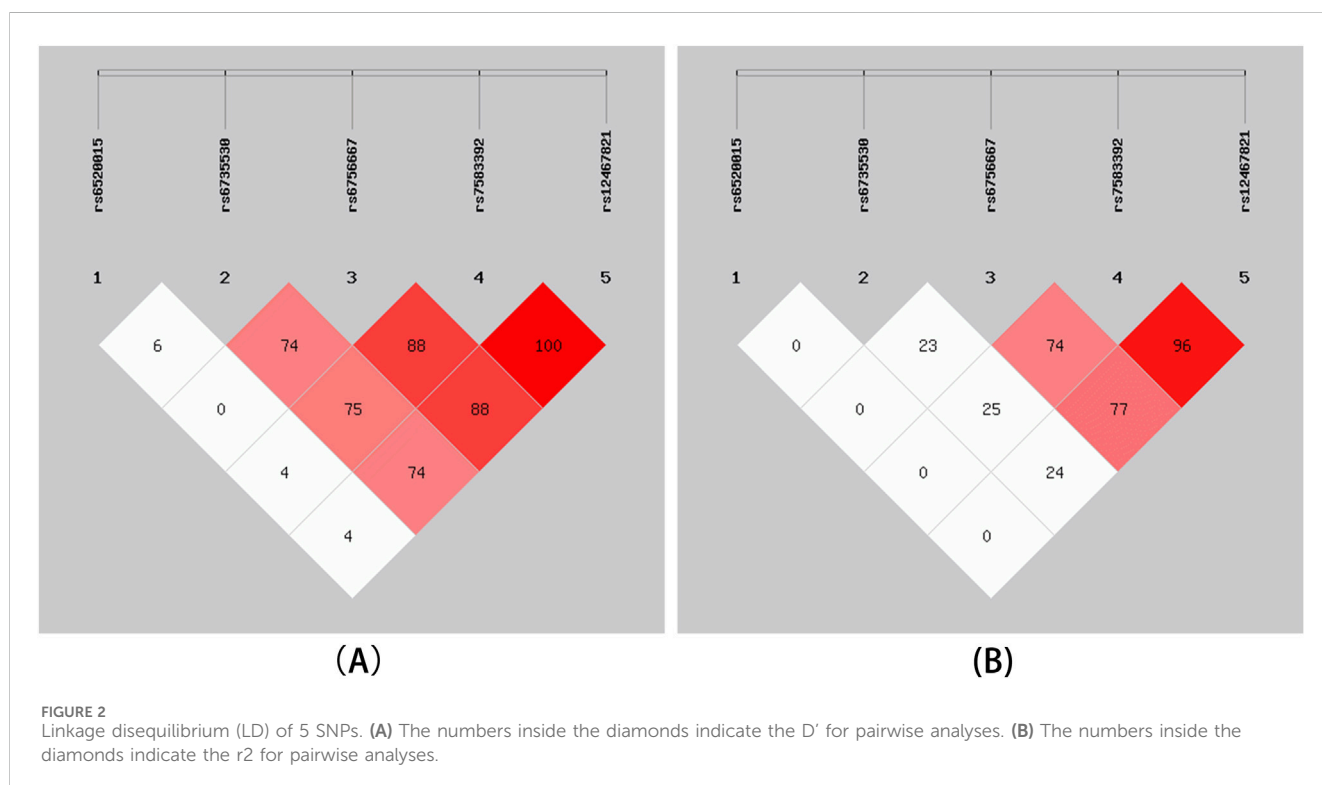 rs6520015
rs6735530
rs6756667
rs7583392
rs12467821
1 2 3 4 5
6 74 88 100
0 75 88
4 74
4
(A)
rs6520015
rs6735530
rs6756667
rs7583392
rs12467821
1 2 3 4 5
0 23 74 96
0 25 77
0 24
0
(B)
FIGURE 2
Linkage disequilibrium (LD) of 5 SNPs. (A) The numbers inside the diamonds indicate the D′ for pairwise analyses. (B) The numbers inside the
diamonds indicate the r2 for pairwise analyses.